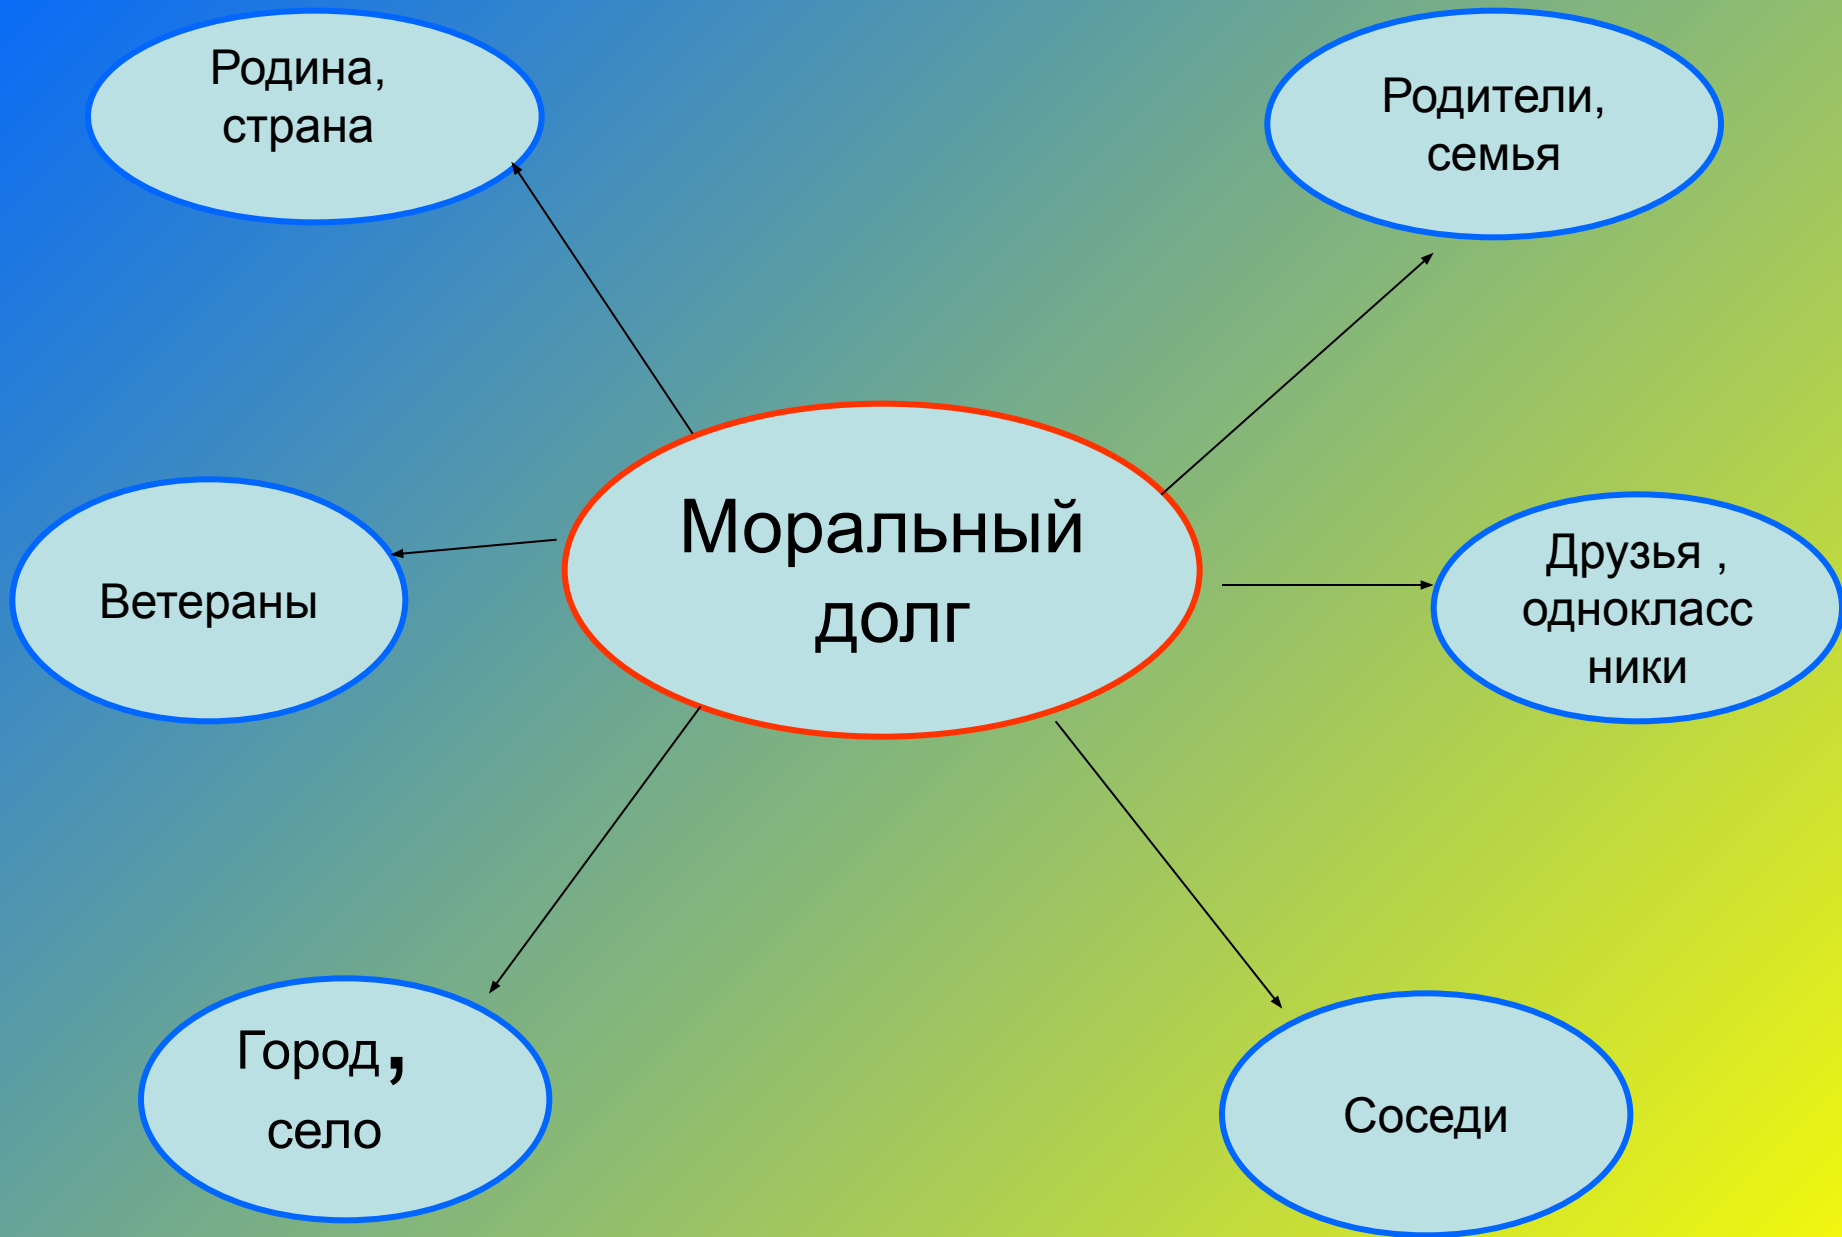 Родина,
страна
Родители,
семья
Моральный
долг
Ветераны
Друзья ,
однокласс
ники
Город,
село
Соседи